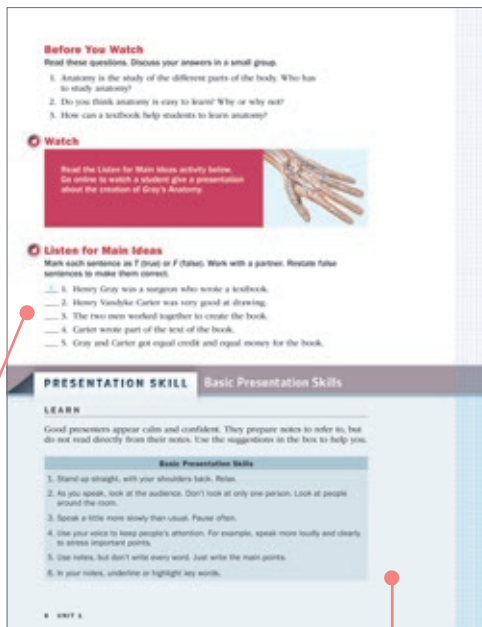 Before You Watch
Read these questions. Discuss your answers in a small group.
1. Anatomy is the study of the different parts of the body. Who has
to study anatomy?
2. Do you think anatomy is easy to learn? Why or why not?
3. How can a textbook help students to learn anatomy?
Watch
Read the Listen for Main Ideas activity below.
Go online to watch a student give a presentation
about the creation of Gray's Anatomy.
Listen for Main Ideas
Mark each sentence as T (true) or F (false). Work with a partner. Restate false
sentences to make them correct.
1. Henry Gray was a surgeon who wrote a textbook.
2. Henry Vandyke Carter was very good at drawing.
3. The two men worked together to create the book.
4. Carter wrote part of the text of the book.
5. Gray and Carter got equal credit and equal money for the book.
PRESENTATION SKILL Basic Presentation Skills
LEARN
Good presenters appear calm and confident. They prepare notes to refer to, but
do not read directly from their notes. Use the suggestions in the box to help you.
Basic Presentation Skills
1. Stand up straight, with your shoulders back. Relax.
2. As you speak, look at the audience. Don't look at only one person. Look at people
around the room.
3. Speak a little more slowly than usual. Pause often.
4. Use your voice to keep people's attention. For example, speak more loudly and clearly
to stress important points.
5. Use notes, but don't write every word. Just write the main points.
6. In your notes, underline or highlight key words.
UNIT 1